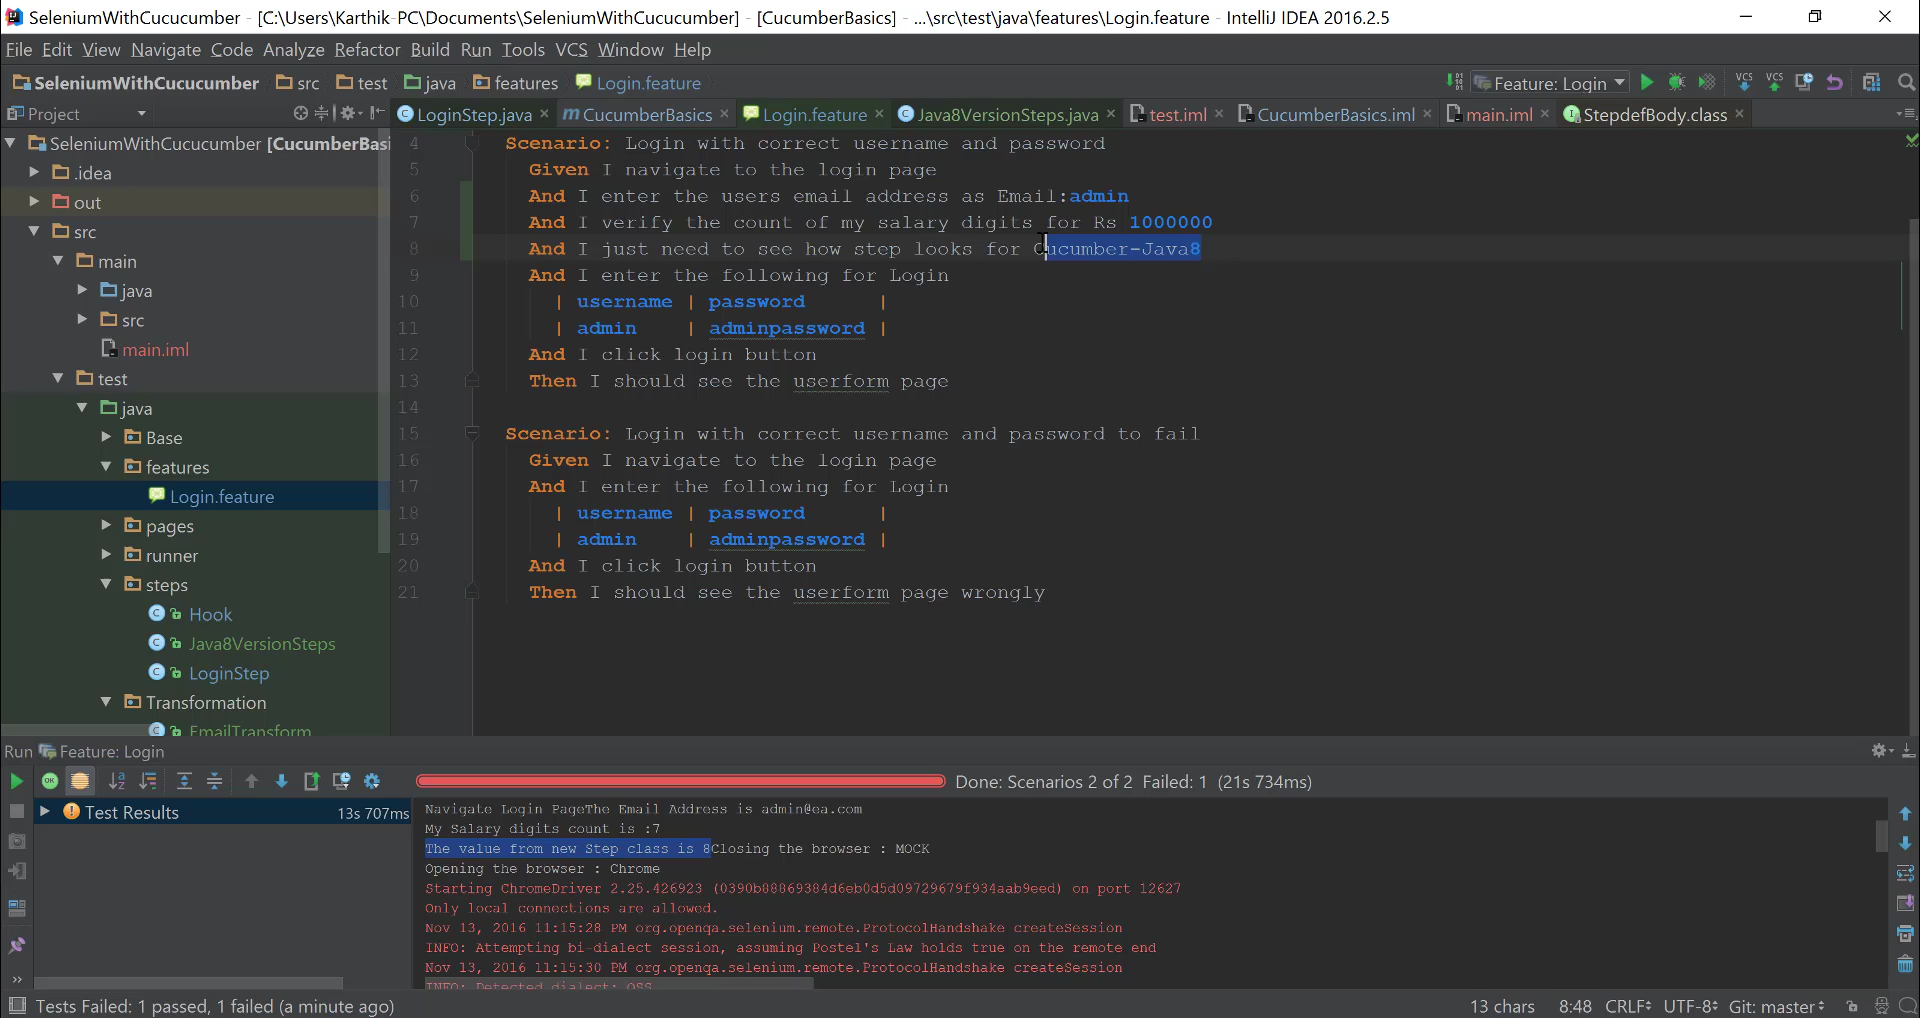 SeleniumWithCucucumber - [C:\Users\Karthik-PC\Documents\SeleniumWithCucucumber] - [CucumberBasics] - ...\src\test\java\features\Login.feature - IntelliJ IDEA 2016.2.5
File Edit View Navigate Code Analyze Refactor Build Run Tools VCS Window Help
SeleniumWithCucucumber src test java features Login.feature Feature: Login
Project LoginStep.java CucumberBasics Login.feature Java8VersionSteps.java test.iml CucumberBasics.iml main.iml StepdefBody.class
SeleniumWithCucucumber [CucumberBasi
.idea
out
src
main
java
src
main.iml
test
java
Base
features
Login.feature
pages
runner
steps
Hook
Java8VersionSteps
LoginStep
Transformation
EmailTransform
4 Scenario: Login with correct username and password
5 Given I navigate to the login page
6 And I enter the users email address as Email:admin
7 And I verify the count of my salary digits for Rs 1000000
8 And I just need to see how step looks for Cucumber-Java8
9 And I enter the following for Login
10 | username | password |
11 | admin | adminpassword |
12 And I click login button
13 Then I should see the userform page
14
15 Scenario: Login with correct username and password to fail
16 Given I navigate to the login page
17 And I enter the following for Login
18 | username | password |
19 | admin | adminpassword |
20 And I click login button
21 Then I should see the userform page wrongly
Run Feature: Login
Done: Scenarios 2 of 2 Failed: 1 (21s 734ms)
Test Results 13s 707ms
Navigate Login PageThe Email Address is admin@ea.com
My Salary digits count is :7
The value from new Step class is 8Closing the browser : MOCK
Opening the browser : Chrome
Starting ChromeDriver 2.25.426923 (0390b88869384d6eb0d5d09729679f934aab9eed) on port 12627
Only local connections are allowed.
Nov 13, 2016 11:15:28 PM org.openqa.selenium.remote.ProtocolHandshake createSession
INFO: Attempting bi-dialect session, assuming Postel's Law holds true on the remote end
Nov 13, 2016 11:15:30 PM org.openqa.selenium.remote.ProtocolHandshake createSession
INFO: Detected dialect: OSS
Tests Failed: 1 passed, 1 failed (a minute ago) 13 chars 8:48 CRLF UTF-8 Git: master